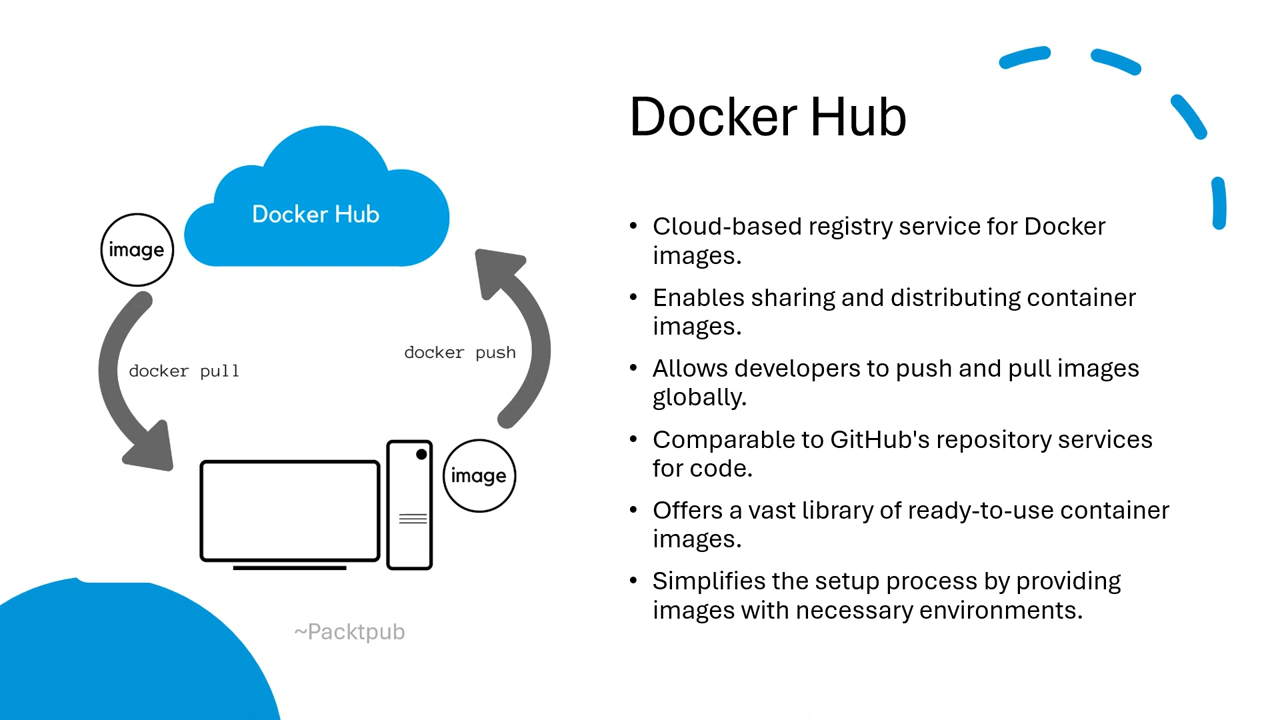 Docker Hub
image
docker pull
docker push
image
~Packtpub
Docker Hub
• Cloud-based registry service for Docker
images.
• Enables sharing and distributing container
images.
• Allows developers to push and pull images
globally.
• Comparable to GitHub's repository services
for code.
• Offers a vast library of ready-to-use container
images.
• Simplifies the setup process by providing
images with necessary environments.